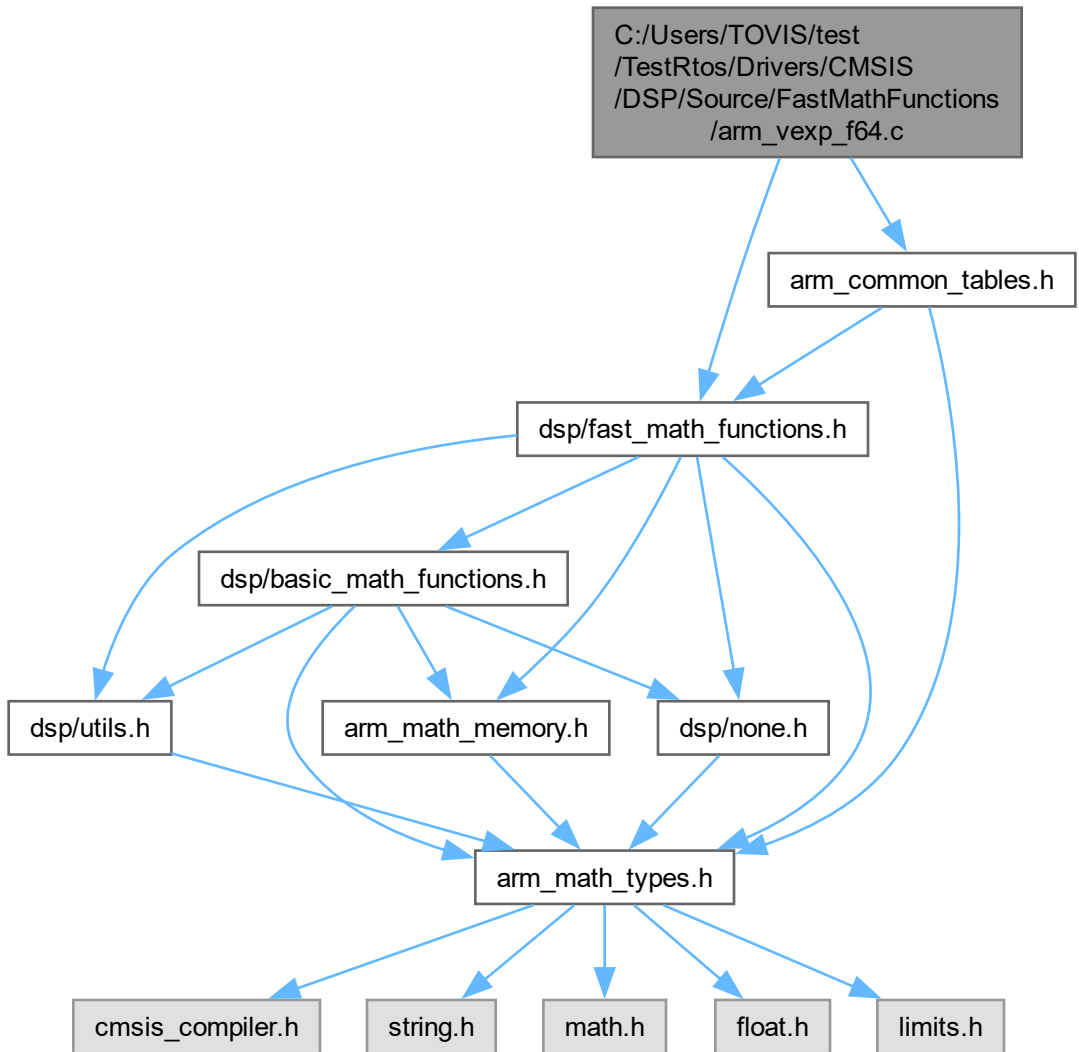 C:/Users/TOVIS/test
/TestRtos/Drivers/CMSIS
/DSP/Source/FastMathFunctions
/arm_vexp_f64.c
arm_common_tables.h
dsp/fast_math_functions.h
dsp/basic_math_functions.h
dsp/utils.h
arm_math_memory.h
dsp/none.h
arm_math_types.h
cmsis_compiler.h
string.h
math.h
float.h
limits.h